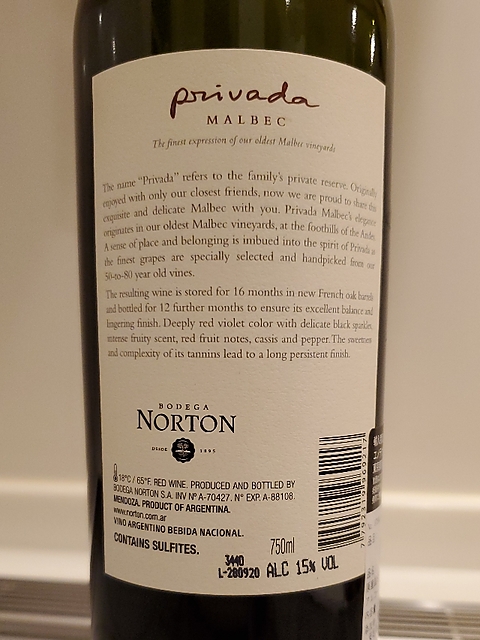 privada
MALBEC
The finest expression of our oldest Malbec vineyards
The name "Privada" refers to the family's private reserve. Originally
enjoyed with only our closest friends, now we are proud to share this
exquisite and delicate Malbec with you. Privada Malbec's elegance
originates in our oldest Malbec vineyards, at the foothills of the Andes.
A sense of place and belonging is imbued into the spirit of Privada as
the finest grapes are specially selected and handpicked from our
50-to-80 year old vines.
The resulting wine is stored for 16 months in new French oak barrels
and bottled for 12 further months to ensure its excellent balance and
lingering finish. Deeply red violet color with delicate black sparkles,
intense fruity scent, red fruit notes, cassis and pepper. The sweetness
and complexity of its tannins lead to a long persistent finish.
BODEGA
NORTON
SINCE 1895
18°C / 65°F. RED WINE. PRODUCED AND BOTTLED BY
BODEGA NORTON S.A. INV Nº A-70427. Nº EXP. A-88108.
MENDOZA. PRODUCT OF ARGENTINA.
www.norton.com.ar
VINO ARGENTINO BEBIDA NACIONAL.
CONTAINS SULFITES.
750ml
3440
L-280920 ALC 15% VOL